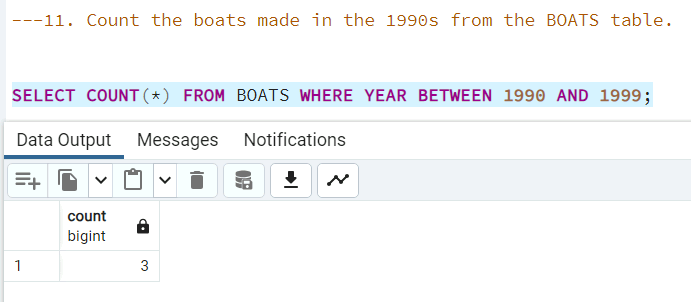 ---11. Count the boats made in the 1990s from the BOATS table.
SELECT COUNT(*) FROM BOATS WHERE YEAR BETWEEN 1990 AND 1999;
Data Output Messages Notifications
count
bigint
1 3